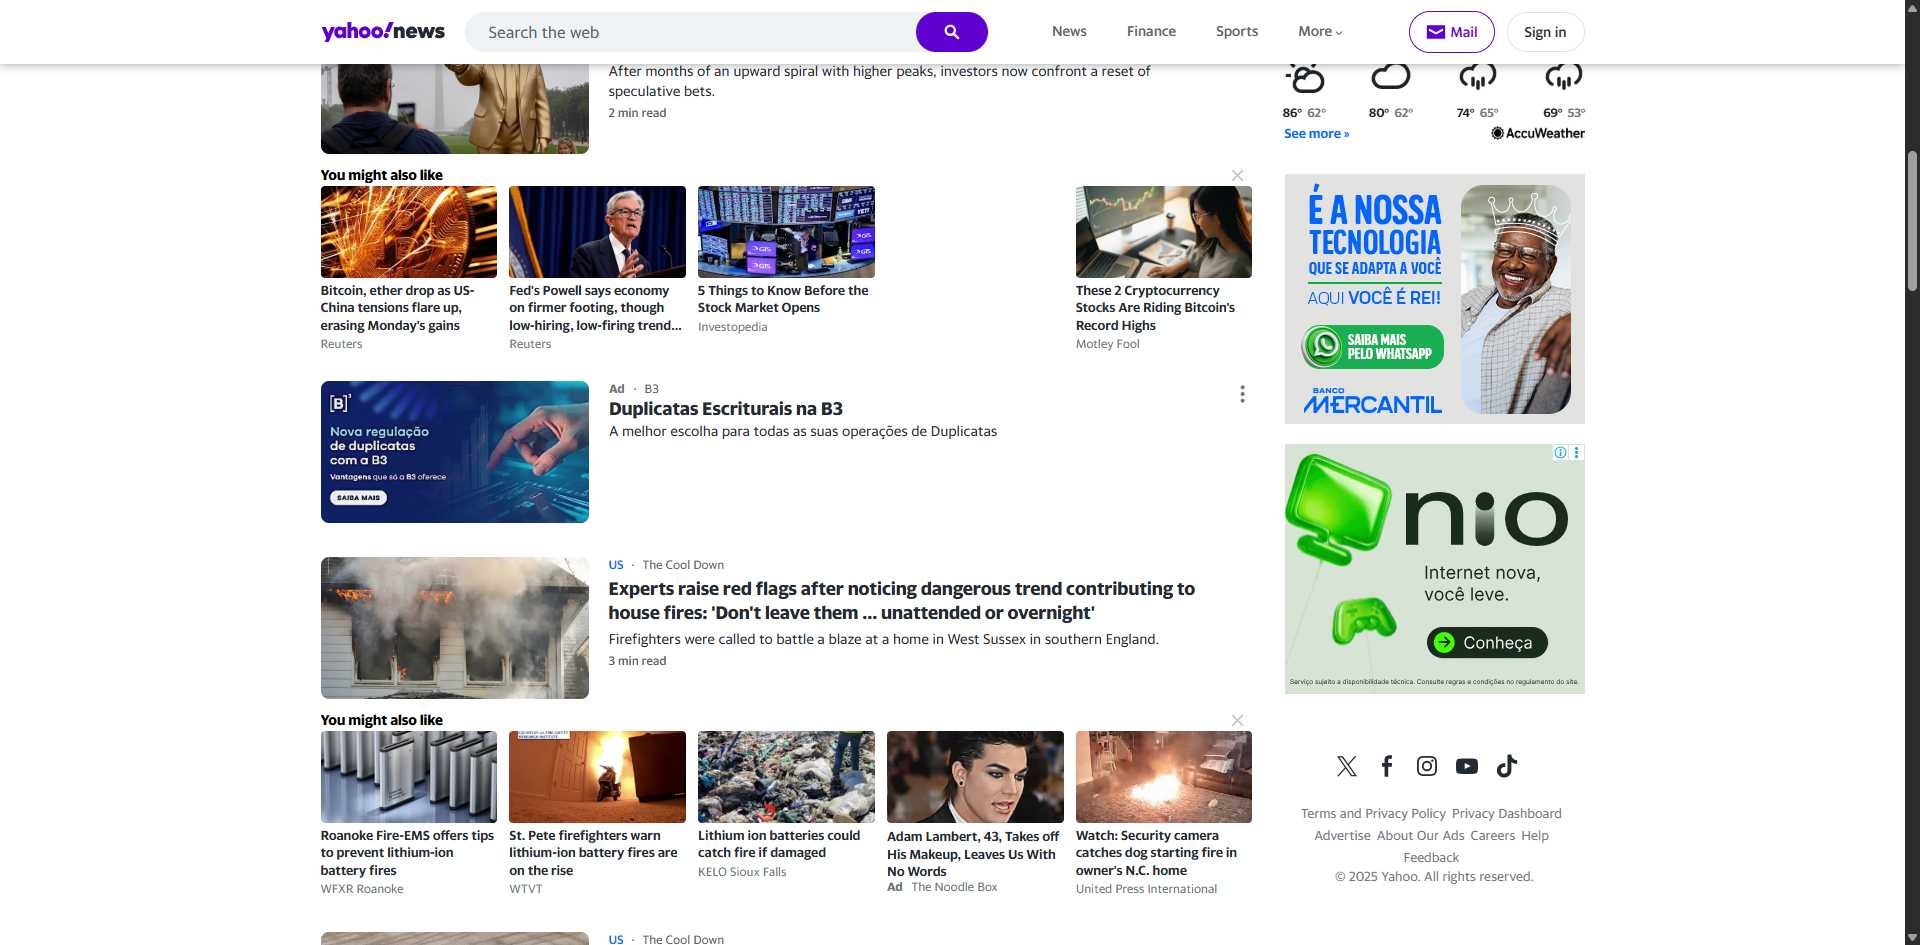 yahoo!news
Search the web
News
Finance
Sports
More
Mail
Sign in
After months of an upward spiral with higher peaks, investors now confront a reset of
speculative bets.
2 min read
86° 62°
80° 62°
74° 65°
69° 53°
See more »
AccuWeather
You might also like
Bitcoin, ether drop as US-
China tensions flare up,
erasing Monday's gains
Reuters
Fed's Powell says economy
on firmer footing, though
low-hiring, low-firing trend...
Reuters
5 Things to Know Before the
Stock Market Opens
Investopedia
These 2 Cryptocurrency
Stocks Are Riding Bitcoin's
Record Highs
Motley Fool
É A NOSSA
TECNOLOGIA
QUE SE ADAPTA A VOCÊ
AQUI VOCÊ É REI!
SAIBA MAIS
PELO WHATSAPP
BANCO
MERCANTIL
[B]³
Nova regulação
de duplicatas
com a B3
Vantagens que só a B3 oferece
SAIBA MAIS
Ad · B3
Duplicatas Escriturais na B3
A melhor escolha para todas as suas operações de Duplicatas
nio
Internet nova,
você leve.
Conheça
Serviço sujeito a disponibilidade técnica. Consulte regras e condições no regulamento do site.
US · The Cool Down
Experts raise red flags after noticing dangerous trend contributing to
house fires: 'Don't leave them ... unattended or overnight'
Firefighters were called to battle a blaze at a home in West Sussex in southern England.
3 min read
You might also like
Roanoke Fire-EMS offers tips
to prevent lithium-ion
battery fires
WFXR Roanoke
St. Pete firefighters warn
lithium-ion battery fires are
on the rise
WTVT
Lithium ion batteries could
catch fire if damaged
KELO Sioux Falls
Adam Lambert, 43, Takes off
His Makeup, Leaves Us With
No Words
Ad The Noodle Box
Watch: Security camera
catches dog starting fire in
owner's N.C. home
United Press International
Terms and Privacy Policy Privacy Dashboard
Advertise About Our Ads Careers Help
Feedback
© 2025 Yahoo. All rights reserved.
US · The Cool Down